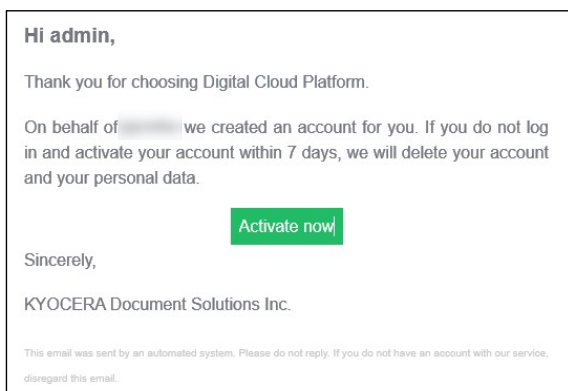 Hi admin,
Thank you for choosing Digital Cloud Platform.
On behalf of we created an account for you. If you do not log
in and activate your account within 7 days, we will delete your account
and your personal data.
Activate now
Sincerely,
KYOCERA Document Solutions Inc.
This email was sent by an automated system. Please do not reply. If you do not have an account with our service,
disregard this email.